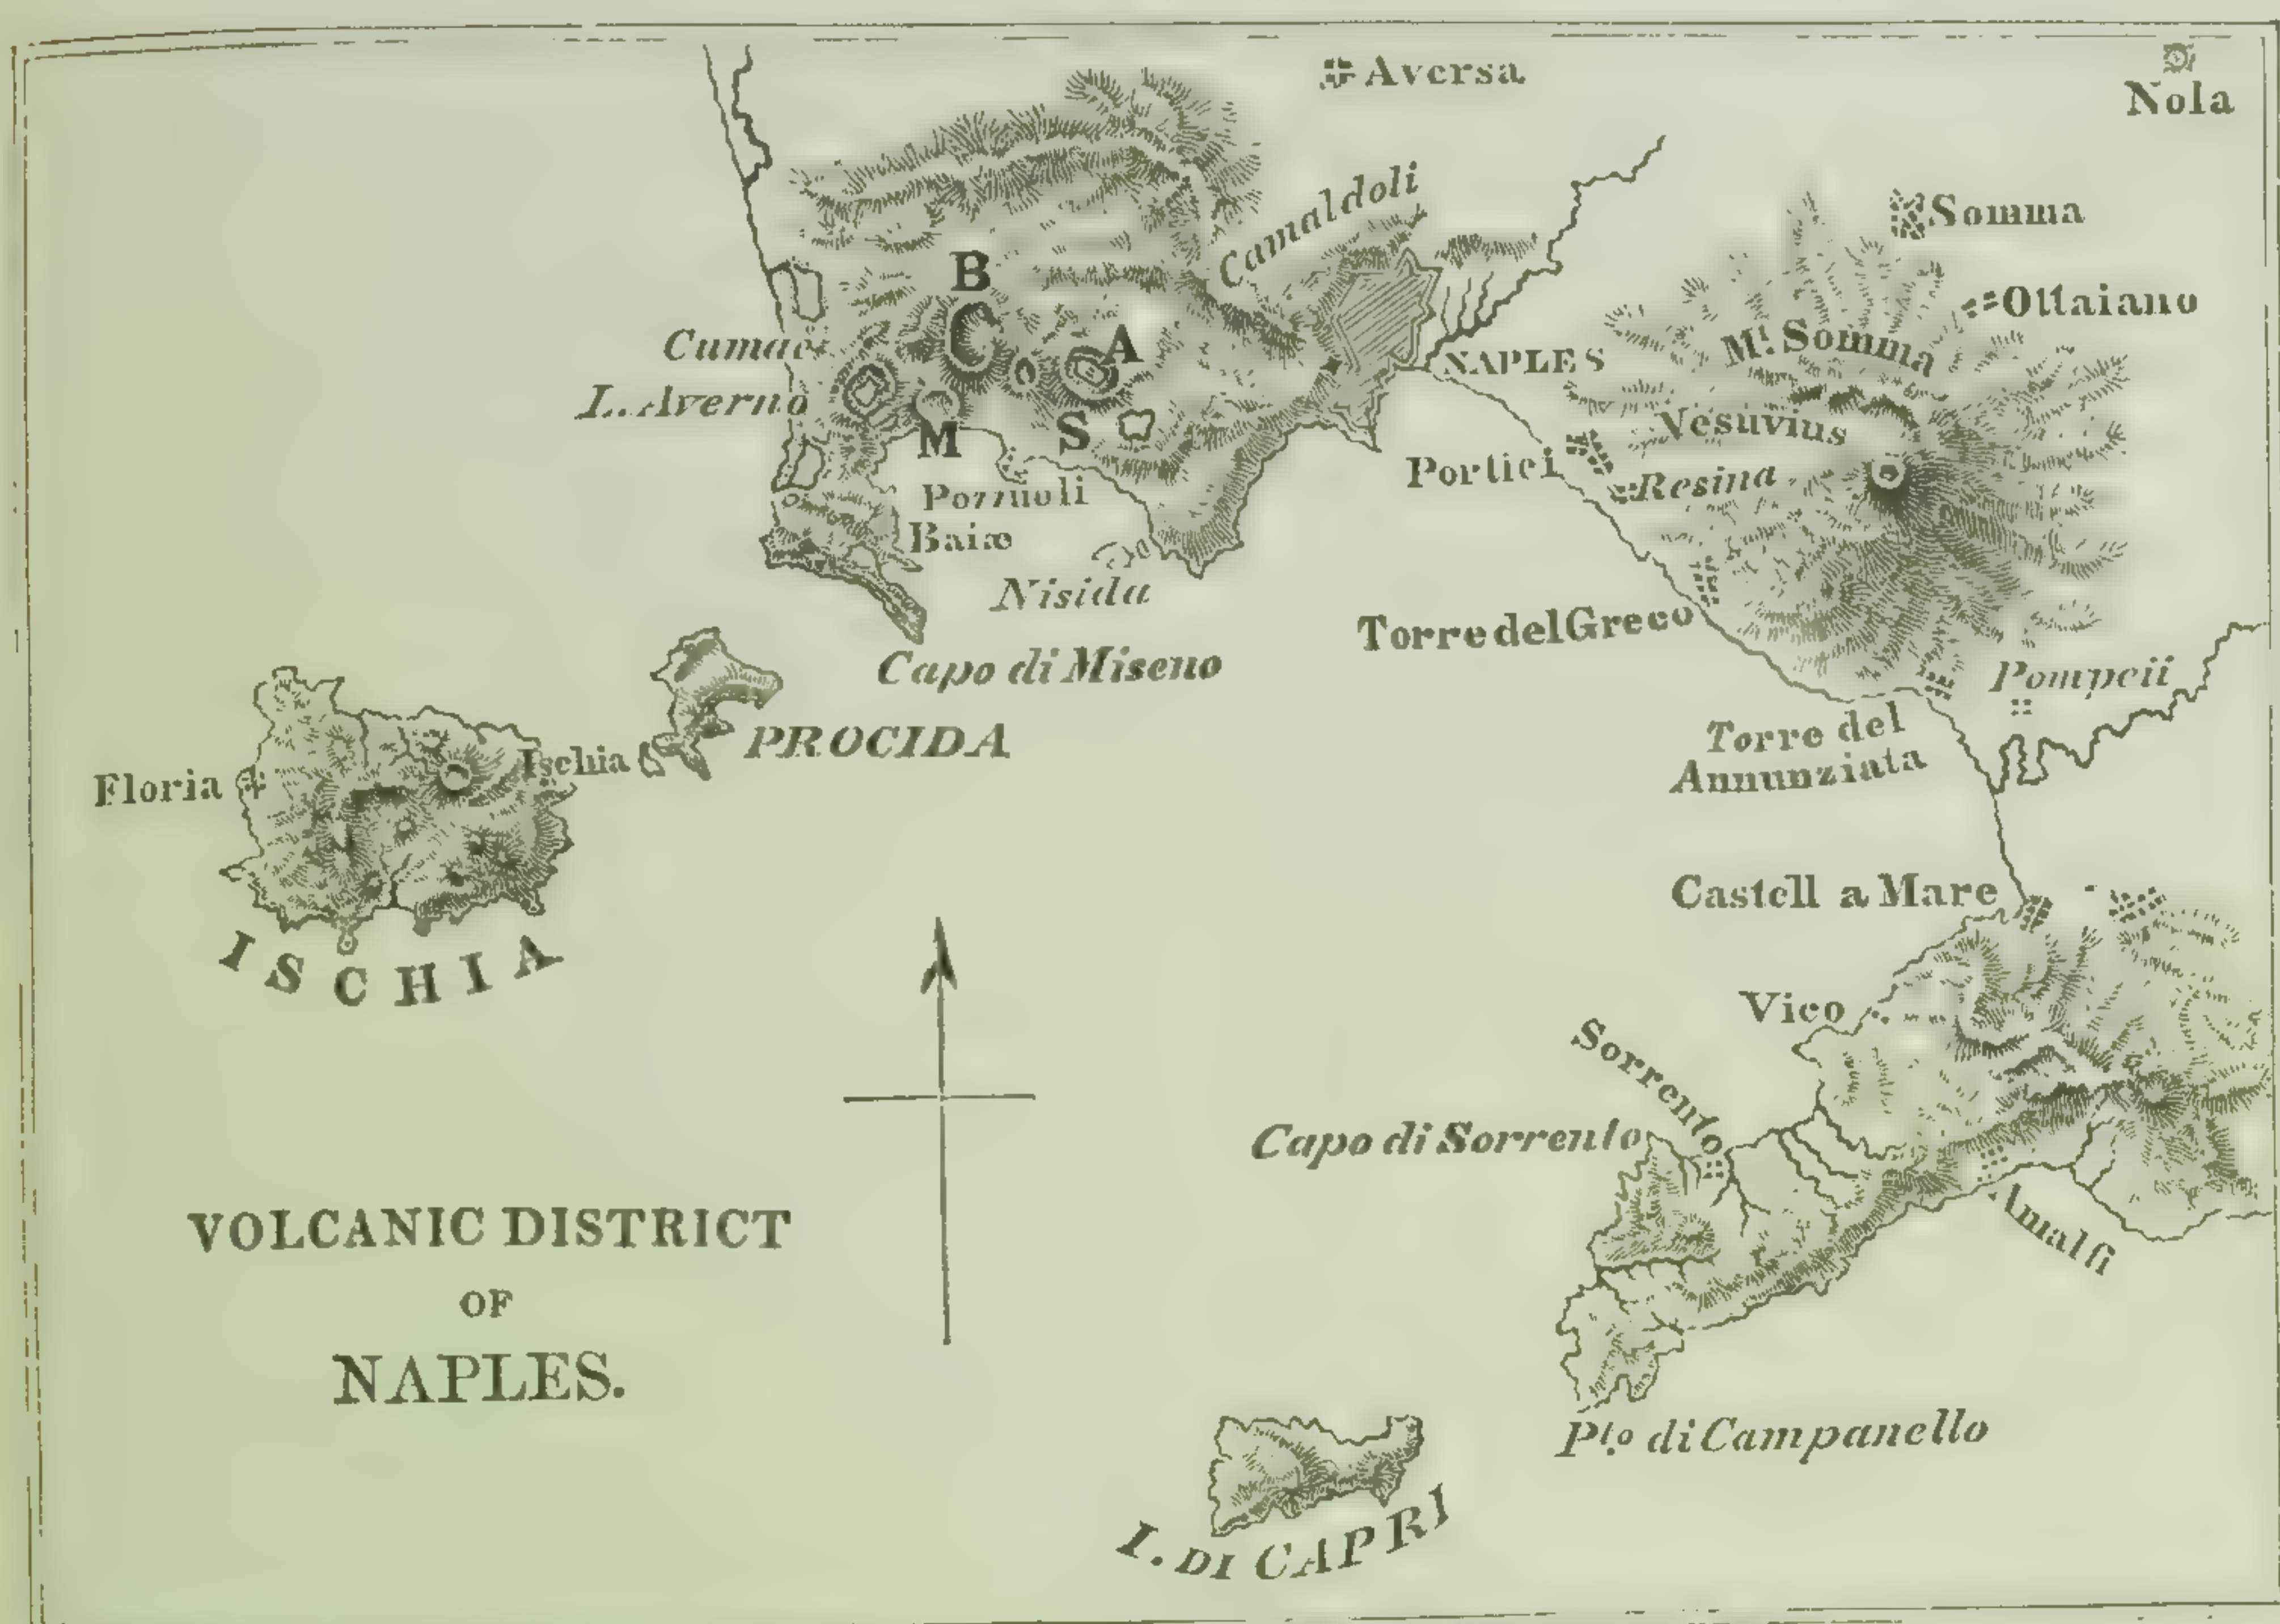 Aversa
Nola
Camaldoli
Somma
B
Ottaiano
Mt. Somma
Cumae
A
NAPLES
L. Averno
Vesuvius
M
S
Portici
Resina
Pozzuoli
Baiæ
Nisida
Torre del Greco
Capo di Miseno
Pompeii
PROCIDA
Torre del
Annunziata
Ischia
Floria
Castell a Mare
ISCHIA
Vico
Sorrento
Capo di Sorrento
Amalfi
VOLCANIC DISTRICT
OF
NAPLES.
Pto. di Campanello
I. DI CAPRI